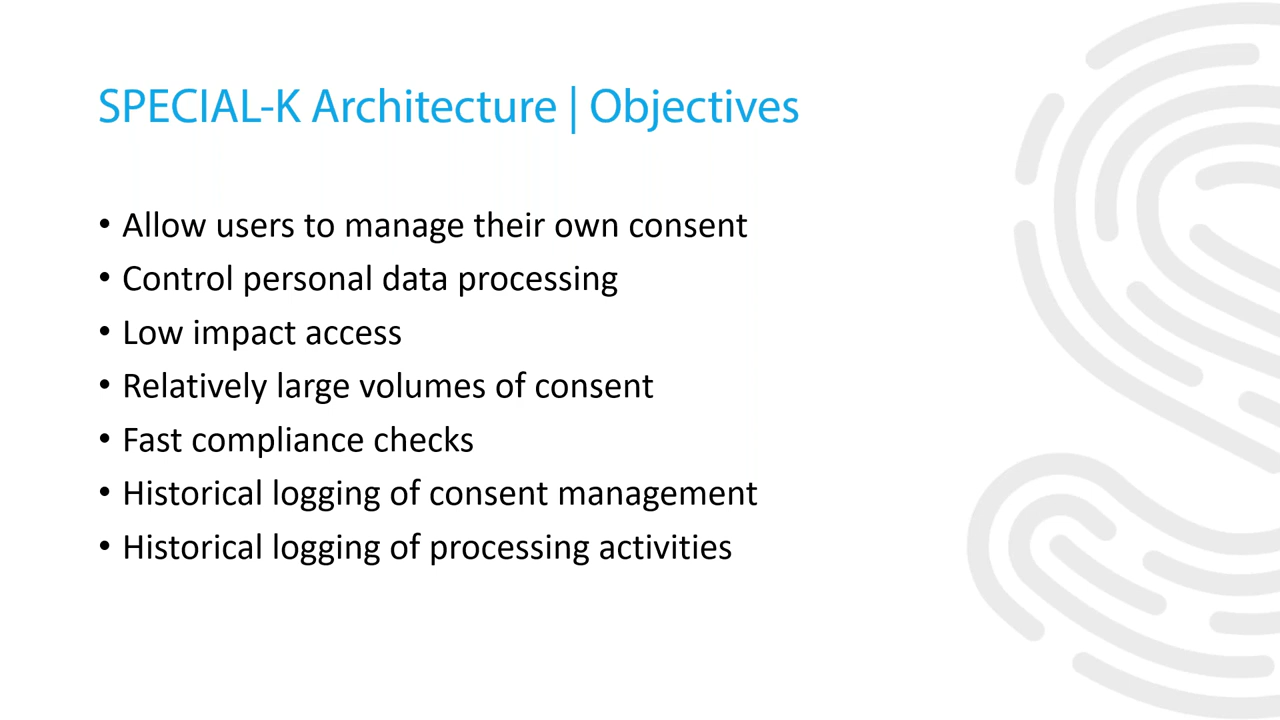 SPECIAL-K Architecture | Objectives
• Allow users to manage their own consent
• Control personal data processing
• Low impact access
• Relatively large volumes of consent
• Fast compliance checks
• Historical logging of consent management
• Historical logging of processing activities